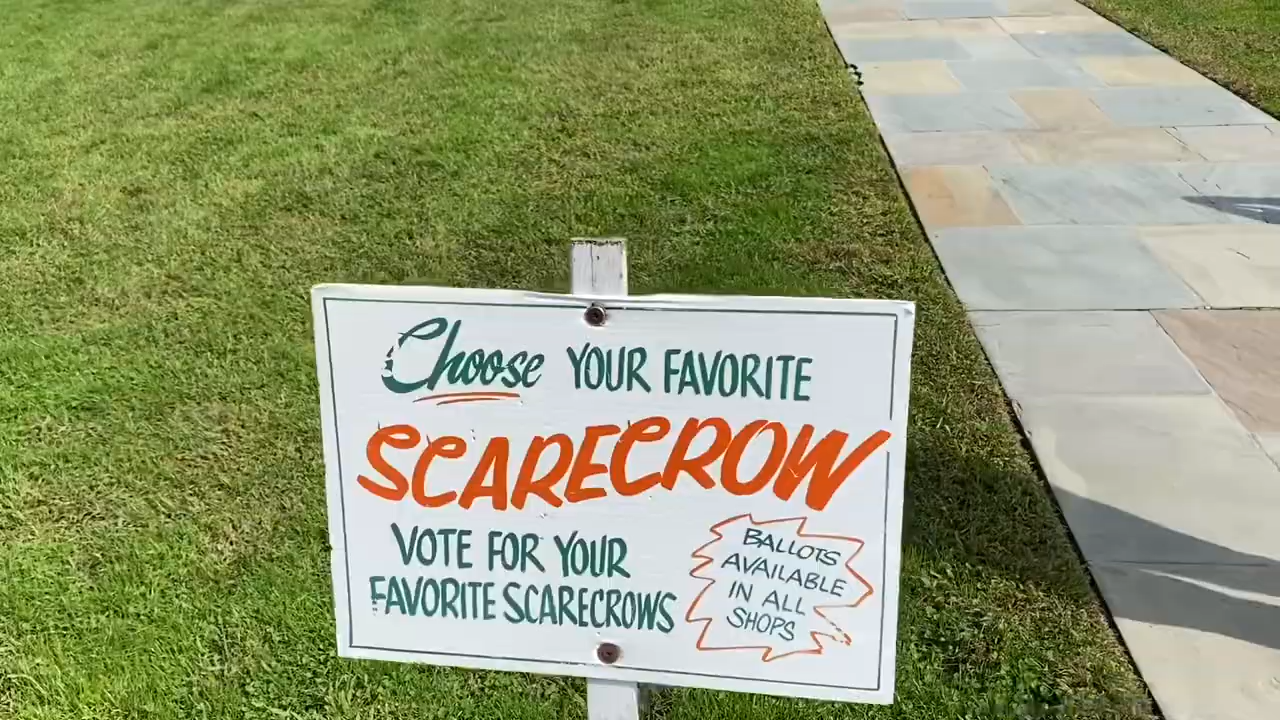 Choose YOUR FAVORITE
SCARECROW
VOTE FOR YOUR
FAVORITE SCARECROWS
BALLOTS
AVAILABLE
IN ALL
SHOPS